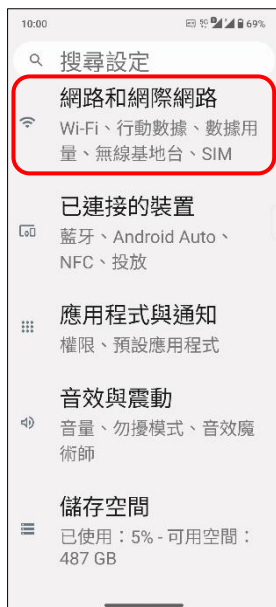 10:00
69%
搜尋設定
網路和網際網路
Wi-Fi、行動數據、數據用
量、無線基地台、SIM
已連接的裝置
藍牙、Android Auto、
NFC、投放
應用程式與通知
權限、預設應用程式
音效與震動
音量、勿擾模式、音效魔
術師
儲存空間
已使用：5% - 可用空間：
487 GB